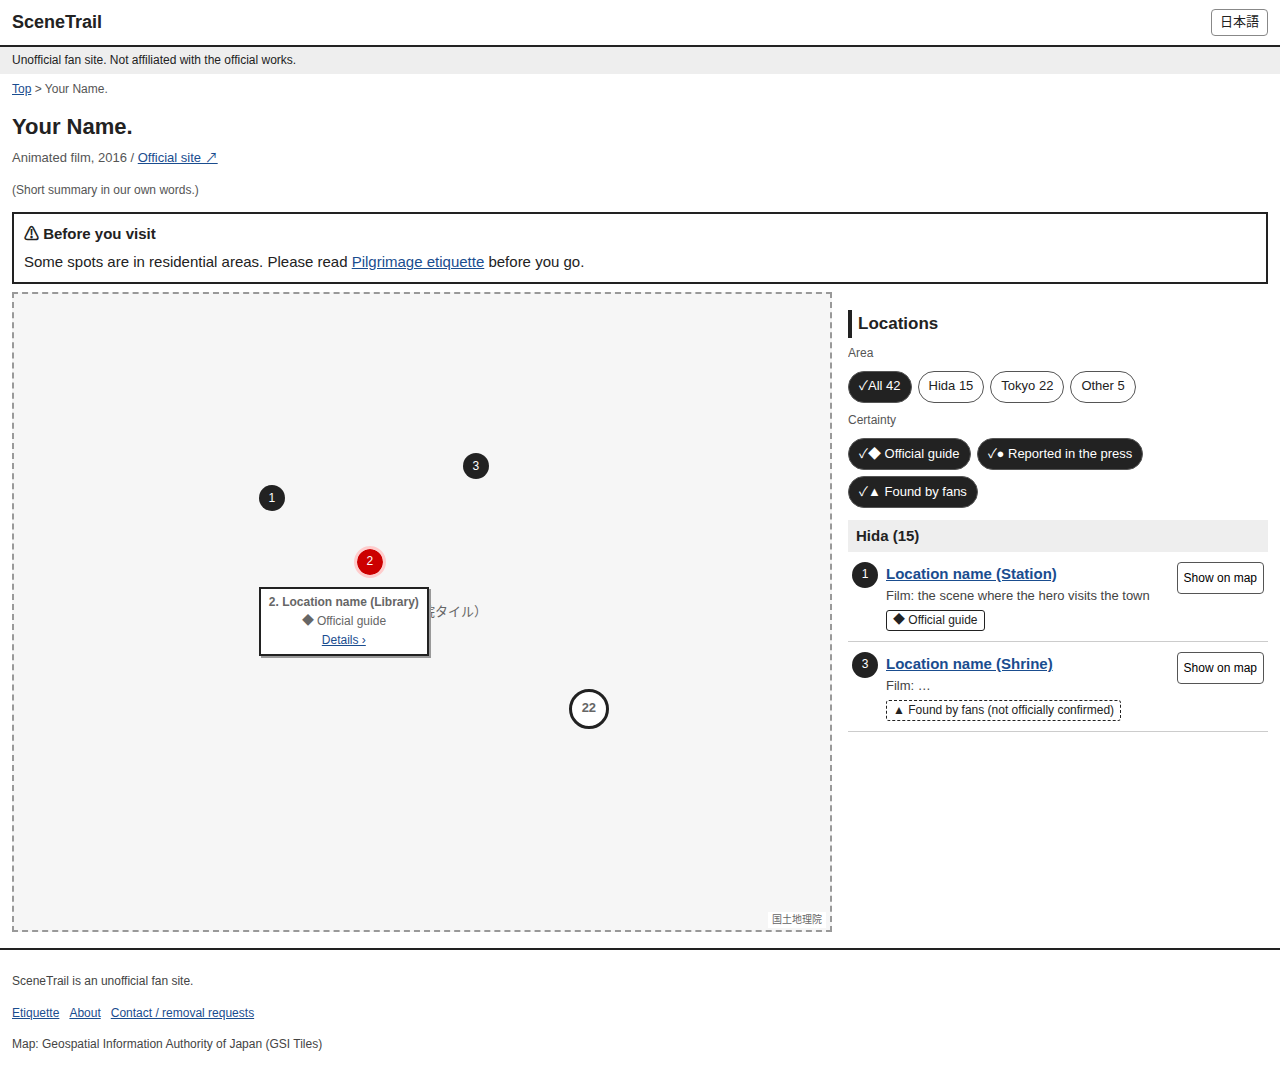 SceneTrail
日本語
Unofficial fan site. Not affiliated with the official works.
Top > Your Name.
Your Name.
Animated film, 2016 / Official site ↗
(Short summary in our own words.)
⚠ Before you visit
Some spots are in residential areas. Please read Pilgrimage etiquette before you go.
3
1
2
2. Location name (Library)
◆ Official guide
Details ›
タイル）
22
国土地理院
Locations
Area
✓All 42
Hida 15
Tokyo 22
Other 5
Certainty
✓◆ Official guide
✓● Reported in the press
✓▲ Found by fans
Hida (15)
1
Location name (Station)
Show on map
Film: the scene where the hero visits the town
◆ Official guide
3
Location name (Shrine)
Show on map
Film: …
▲ Found by fans (not officially confirmed)
SceneTrail is an unofficial fan site.
Etiquette About Contact / removal requests
Map: Geospatial Information Authority of Japan (GSI Tiles)